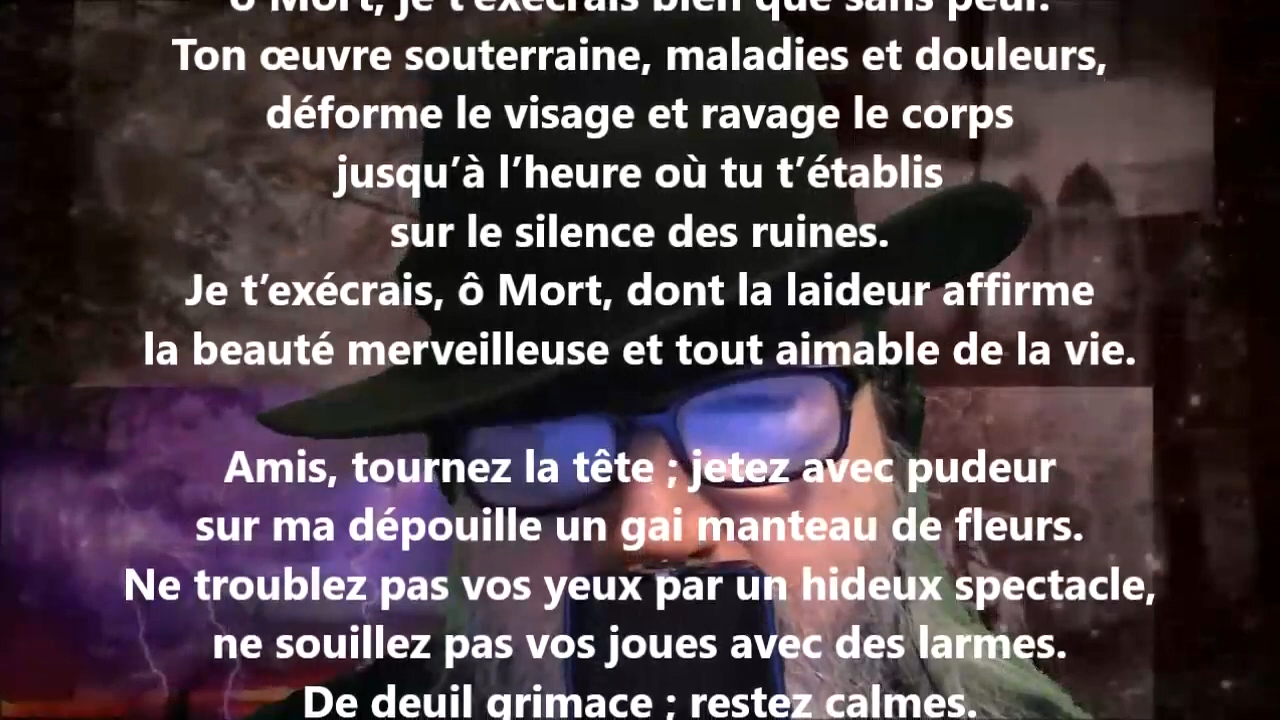 ô Mort, je t’exécrais bien que sans peur.
Ton œuvre souterraine, maladies et douleurs,
déforme le visage et ravage le corps
jusqu’à l’heure où tu t’établis
sur le silence des ruines.
Je t’exécrais, ô Mort, dont la laideur affirme
la beauté merveilleuse et tout aimable de la vie.
Amis, tournez la tête ; jetez avec pudeur
sur ma dépouille un gai manteau de fleurs.
Ne troublez pas vos yeux par un hideux spectacle,
ne souillez pas vos joues avec des larmes.
De deuil grimace ; restez calmes.